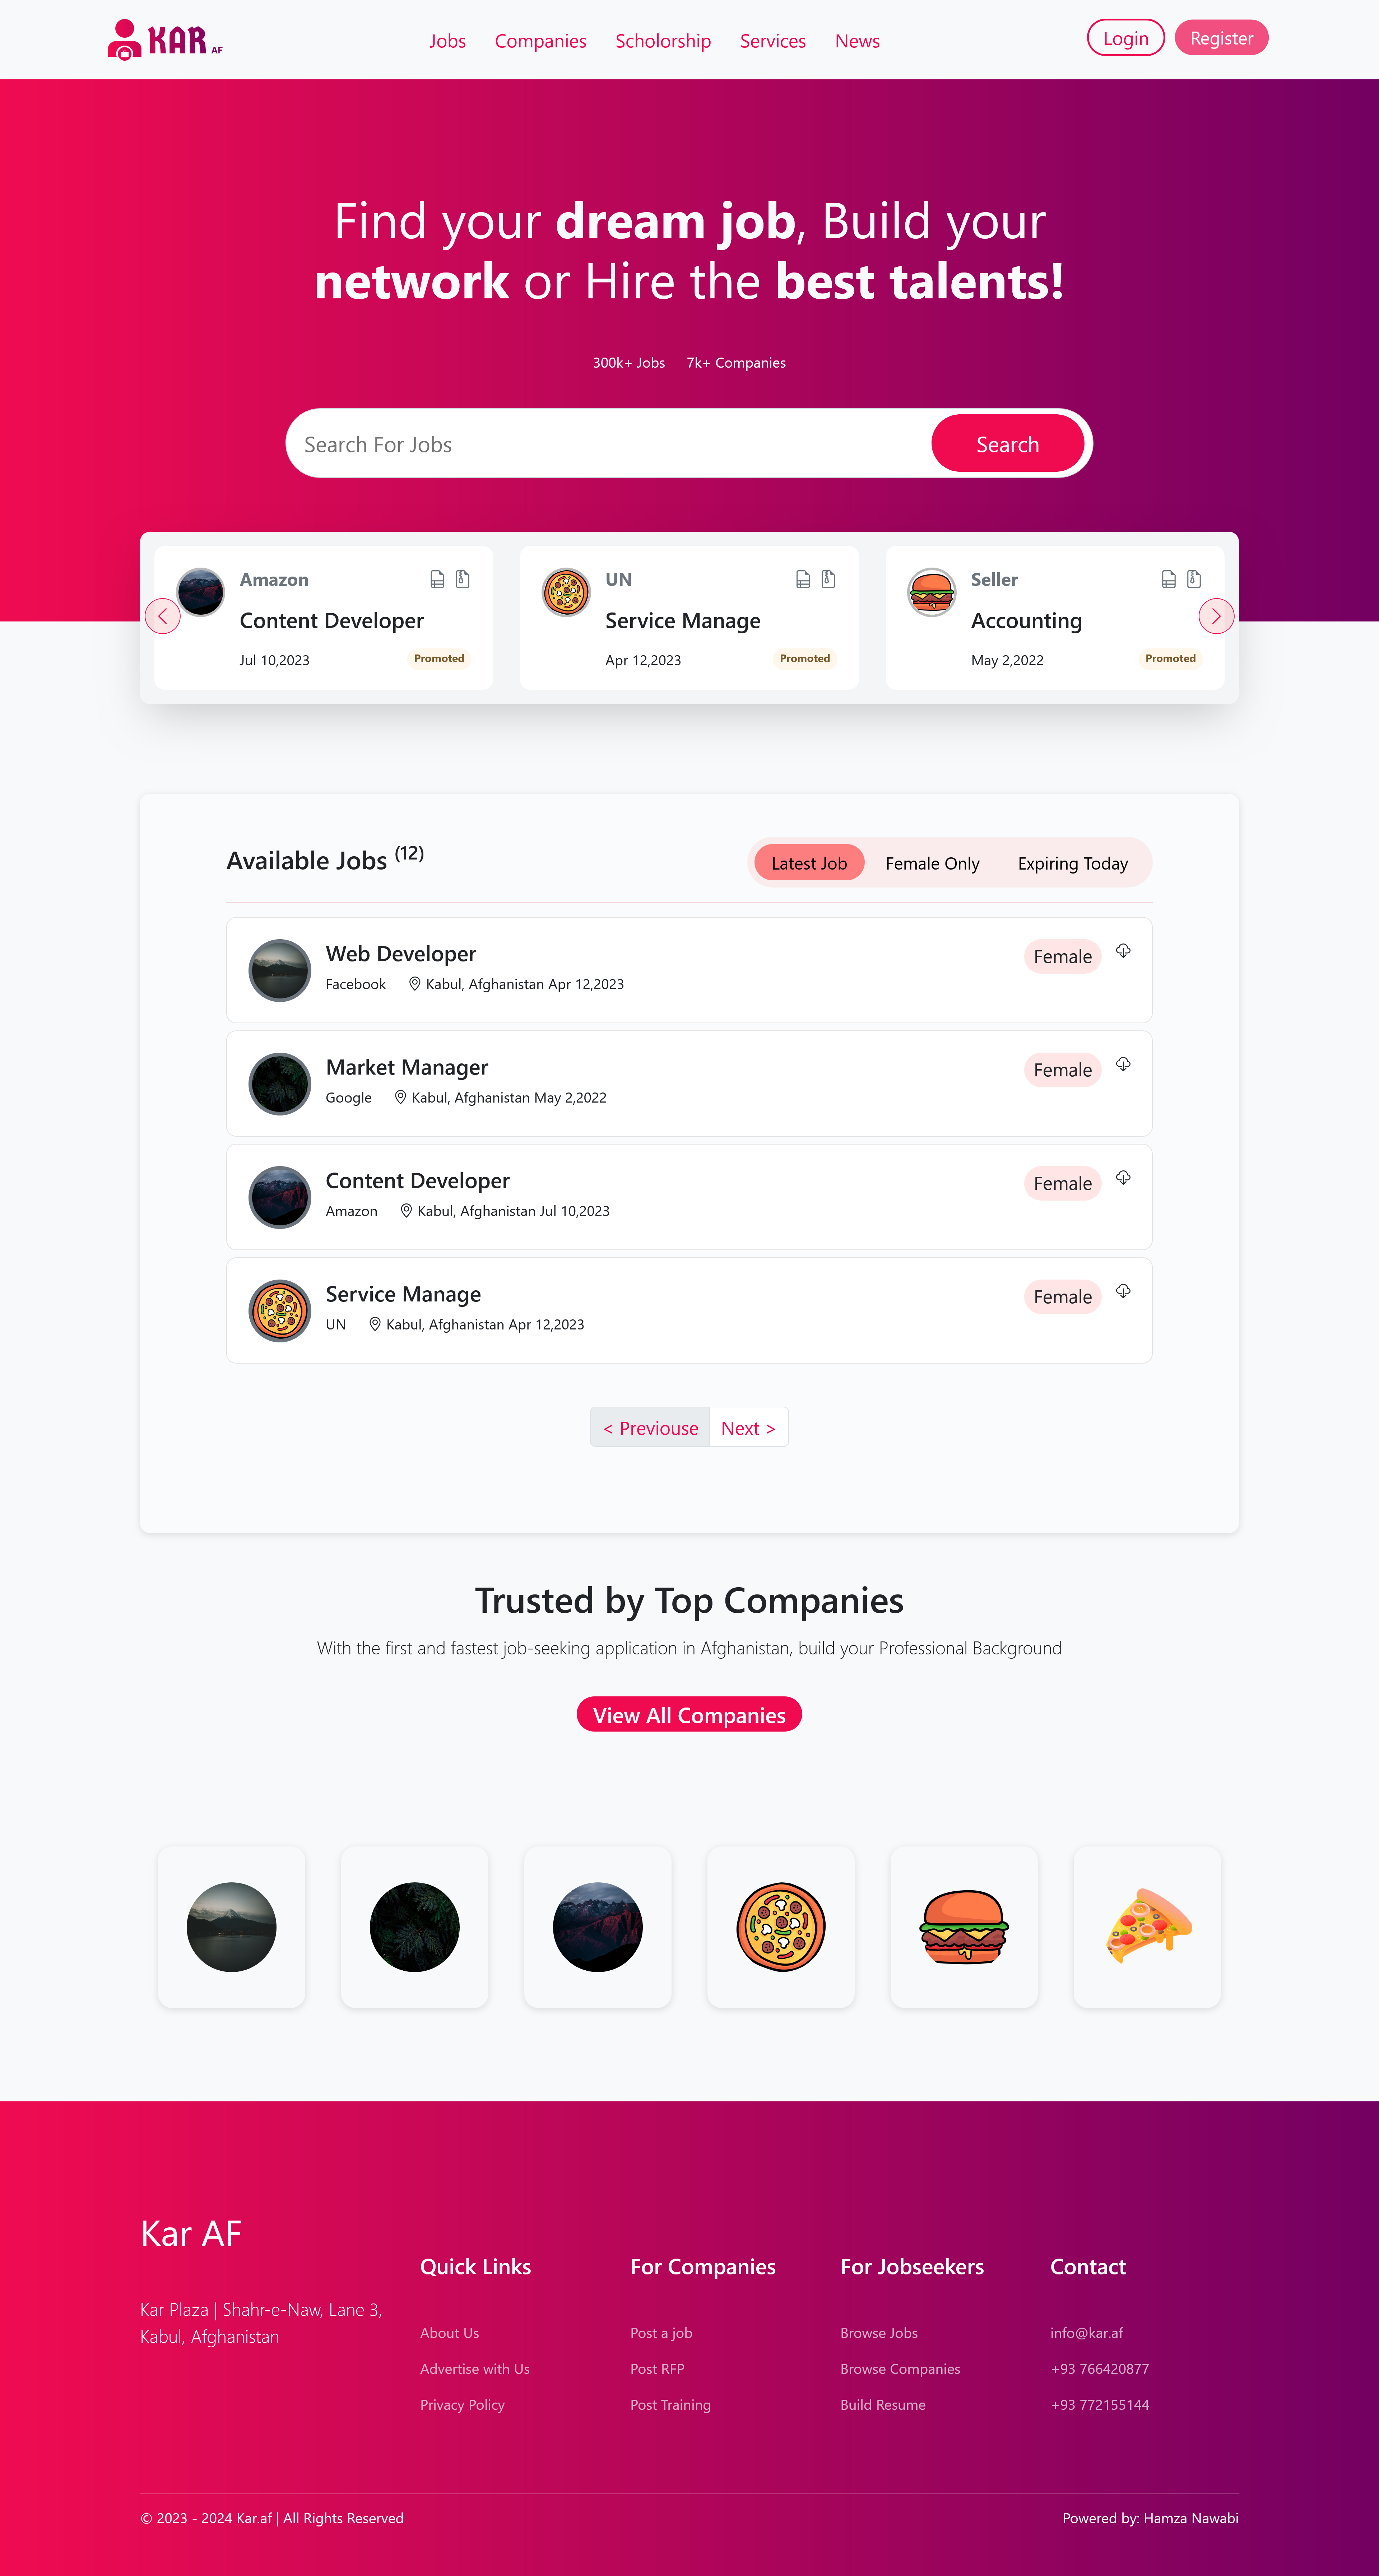 KAR AF
Jobs Companies Scholorship Services News
Login Register
Find your dream job, Build your
network or Hire the best talents!
300k+ Jobs 7k+ Companies
Search For Jobs Search
Amazon
Content Developer
Jul 10,2023 Promoted
UN
Service Manage
Apr 12,2023 Promoted
Seller
Accounting
May 2,2022 Promoted
Available Jobs (12)
Latest Job Female Only Expiring Today
Web Developer Female
Facebook Kabul, Afghanistan Apr 12,2023
Market Manager Female
Google Kabul, Afghanistan May 2,2022
Content Developer Female
Amazon Kabul, Afghanistan Jul 10,2023
Service Manage Female
UN Kabul, Afghanistan Apr 12,2023
< Previouse Next >
Trusted by Top Companies
With the first and fastest job-seeking application in Afghanistan, build your Professional Background
View All Companies
Kar AF
Kar Plaza | Shahr-e-Naw, Lane 3,
Kabul, Afghanistan
Quick Links
About Us
Advertise with Us
Privacy Policy
For Companies
Post a job
Post RFP
Post Training
For Jobseekers
Browse Jobs
Browse Companies
Build Resume
Contact
info@kar.af
+93 766420877
+93 772155144
© 2023 - 2024 Kar.af | All Rights Reserved
Powered by: Hamza Nawabi